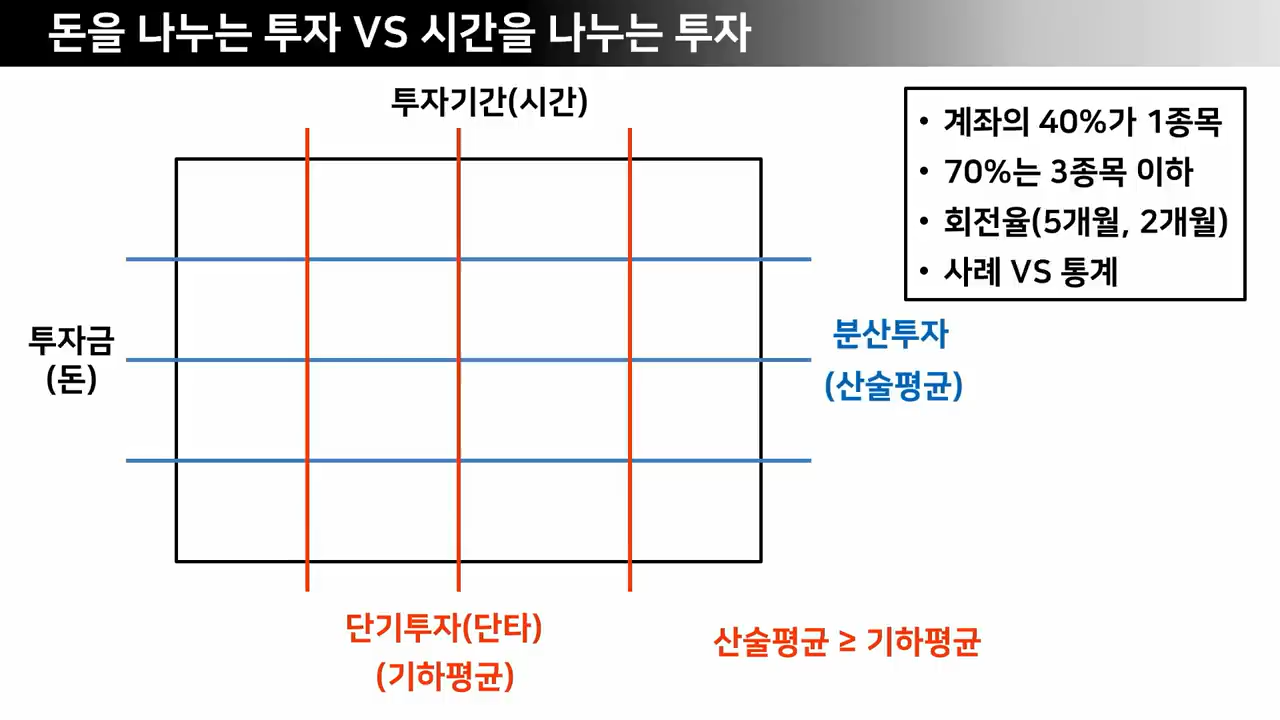 돈을 나누는 투자 VS 시간을 나누는 투자
투자기간(시간)
• 계좌의 40%가 1종목
• 70%는 3종목 이하
• 회전율(5개월, 2개월)
• 사례 VS 통계
투자금
(돈)
분산투자
(산술평균)
단기투자(단타)
(기하평균)
산술평균 ≥ 기하평균